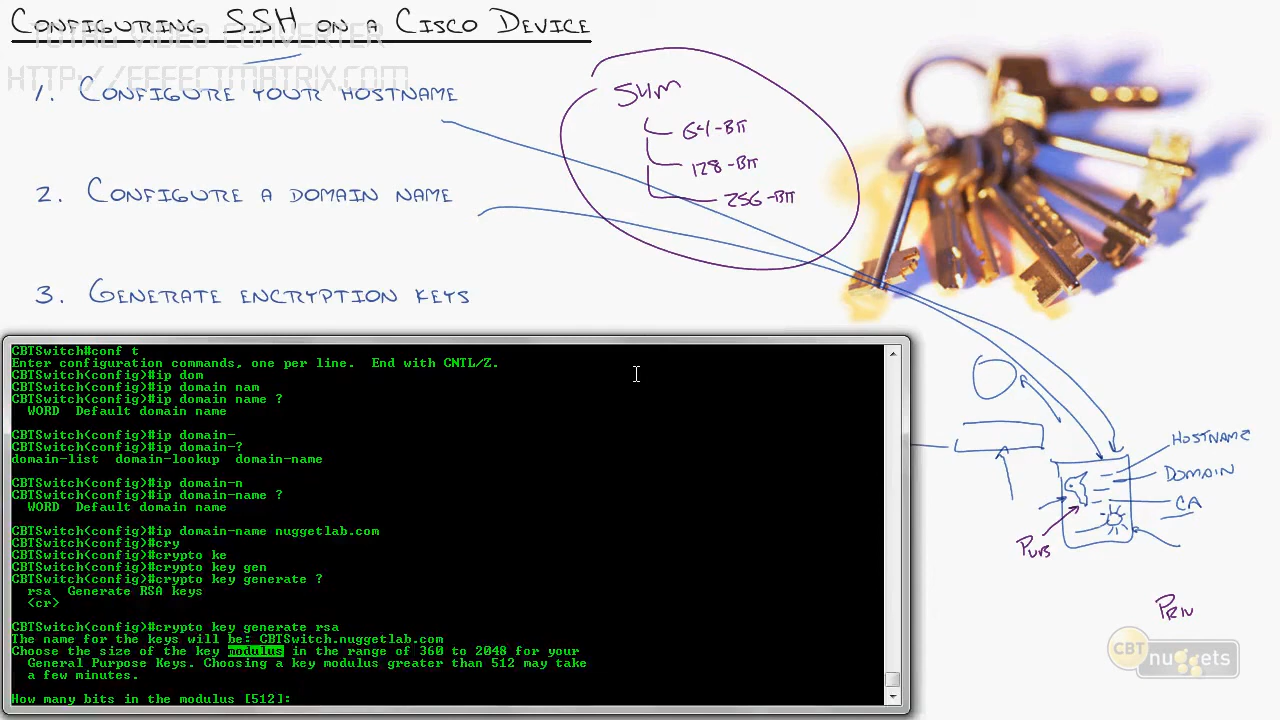 CONFIGURING SSH ON A CISCO DEVICE
TOTAL VIDEO CONVERTER
HTTP://EFFECTMATRIX.COM
1. CONFIGURE YOUR HOSTNAME
2. CONFIGURE A DOMAIN NAME
3. GENERATE ENCRYPTION KEYS
SYM
64-BIT
128-BIT
256-BIT
CBTSwitch#conf t
Enter configuration commands, one per line.  End with CNTL/Z.
CBTSwitch(config)#ip dom
CBTSwitch(config)#ip domain nam
CBTSwitch(config)#ip domain name ?
  WORD  Default domain name
CBTSwitch(config)#ip domain-
CBTSwitch(config)#ip domain-?
domain-list  domain-lookup  domain-name
CBTSwitch(config)#ip domain-n
CBTSwitch(config)#ip domain-name ?
  WORD  Default domain name
CBTSwitch(config)#ip domain-name nuggetlab.com
CBTSwitch(config)#cry
CBTSwitch(config)#crypto ke
CBTSwitch(config)#crypto key gen
CBTSwitch(config)#crypto key generate ?
  rsa  Generate RSA keys
  <cr>
CBTSwitch(config)#crypto key generate rsa
The name for the keys will be: CBTSwitch.nuggetlab.com
Choose the size of the key modulus in the range of 360 to 2048 for your
  General Purpose Keys. Choosing a key modulus greater than 512 may take
  a few minutes.
How many bits in the modulus [512]:
HOSTNAME
DOMAIN
CA
PRIV
CBT nuggets